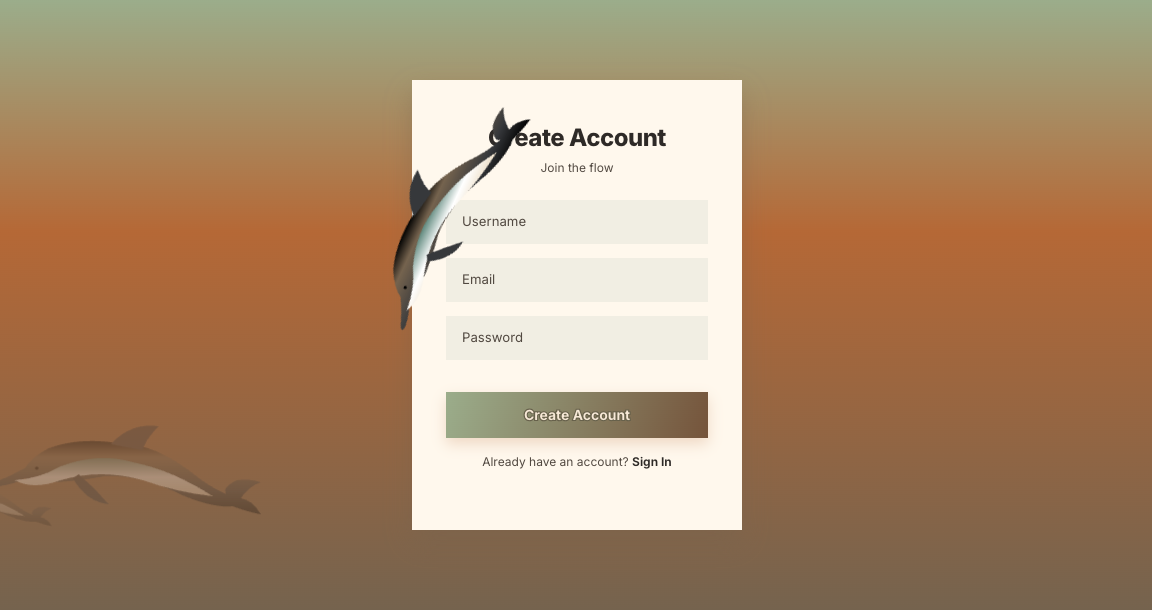 Create Account
Join the flow
Username
Email
Password
Create Account
Already have an account? Sign In